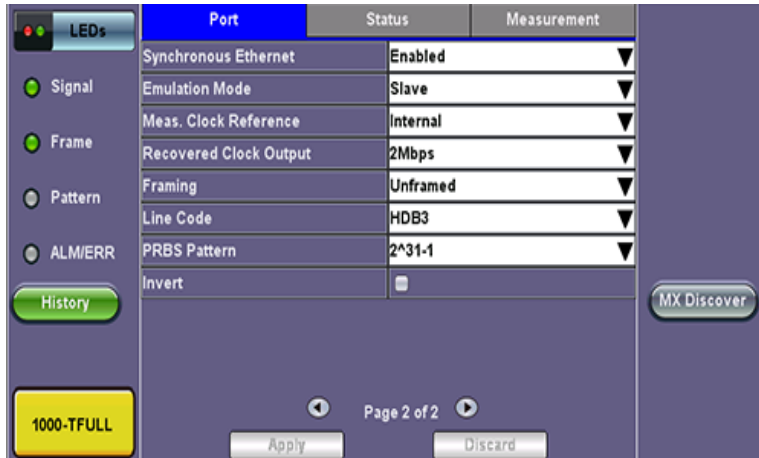 LEDs
Port Status Measurement
Synchronous Ethernet Enabled
Signal
Emulation Mode Slave
Meas. Clock Reference Internal
Frame
Recovered Clock Output 2Mbps
Framing Unframed
Pattern
Line Code HDB3
ALM/ERR
PRBS Pattern 2^31-1
Invert
History
MX Discover
1000-TFULL
Page 2 of 2
Apply Discard